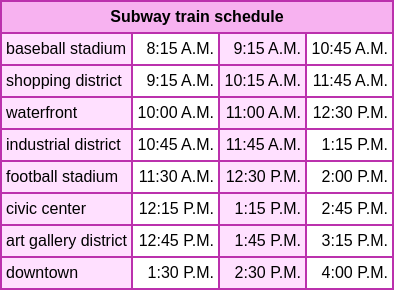 Subway train schedule
baseball stadium 8:15 A.M. 9:15 A.M. 10:45 A.M.
shopping district 9:15 A.M. 10:15 A.M. 11:45 A.M.
waterfront 10:00 A.M. 11:00 A.M. 12:30 P.M.
industrial district 10:45 A.M. 11:45 A.M. 1:15 P.M.
football stadium 11:30 A.M. 12:30 P.M. 2:00 P.M.
civic center 12:15 P.M. 1:15 P.M. 2:45 P.M.
art gallery district 12:45 P.M. 1:45 P.M. 3:15 P.M.
downtown 1:30 P.M. 2:30 P.M. 4:00 P.M.